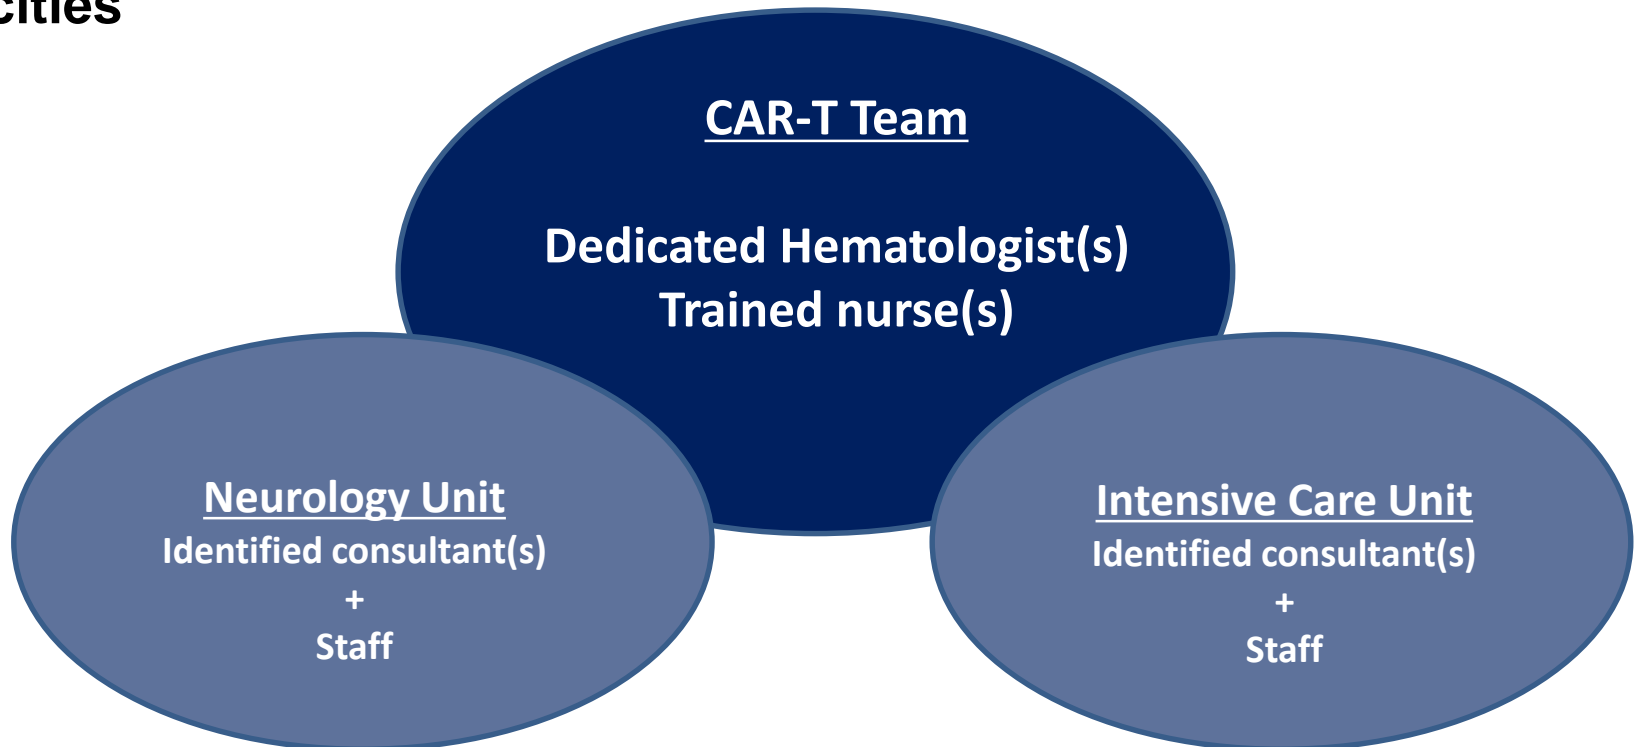 cities
CAR-T Team
Dedicated Hematologist(s)
Trained nurse(s)
Neurology Unit
Identified consultant(s)
+
Staff
Intensive Care Unit
Identified consultant(s)
+
Staff